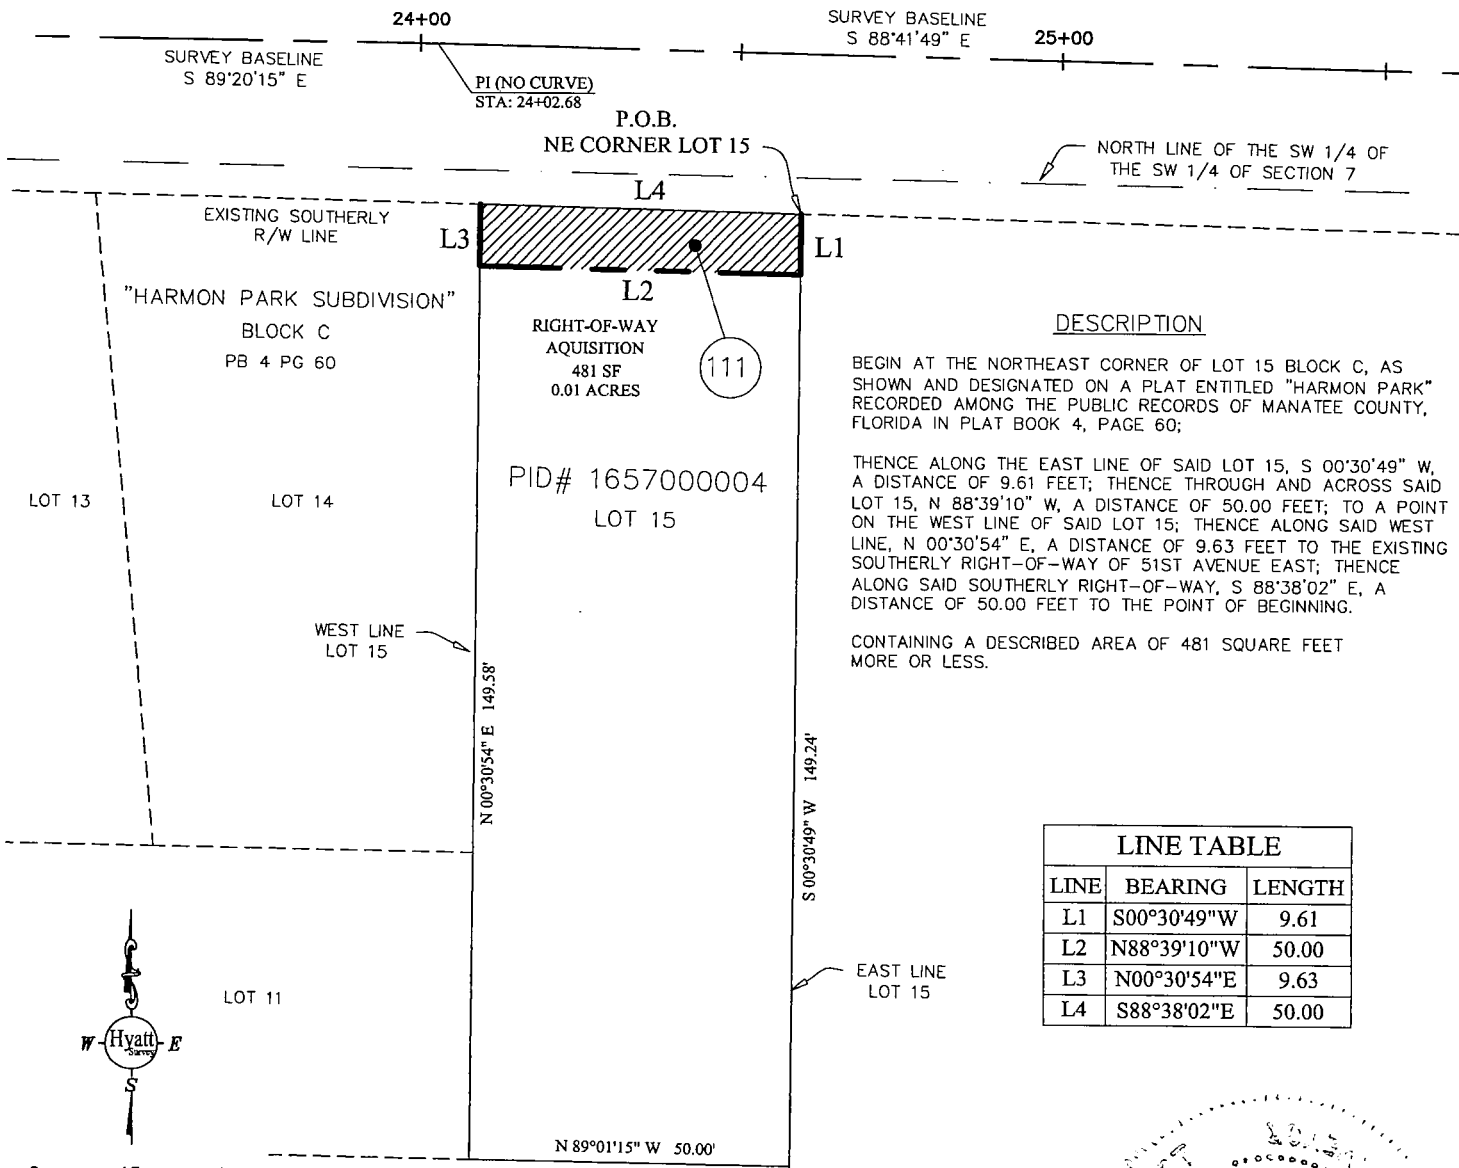 24+00
SURVEY BASELINE
S 88°41'49" E
25+00
SURVEY BASELINE
S 89°20'15" E
PI (NO CURVE)
STA: 24+02.68
P.O.B.
NE CORNER LOT 15
NORTH LINE OF THE SW 1/4 OF
THE SW 1/4 OF SECTION 7
L4
EXISTING SOUTHERLY
R/W LINE
L3
L1
L2
"HARMON PARK SUBDIVISION"
BLOCK C
PB 4 PG 60
RIGHT-OF-WAY
AQUISITION
481 SF
0.01 ACRES
111
DESCRIPTION
BEGIN AT THE NORTHEAST CORNER OF LOT 15 BLOCK C, AS
SHOWN AND DESIGNATED ON A PLAT ENTITLED "HARMON PARK"
RECORDED AMONG THE PUBLIC RECORDS OF MANATEE COUNTY,
FLORIDA IN PLAT BOOK 4, PAGE 60;
THENCE ALONG THE EAST LINE OF SAID LOT 15, S 00°30'49" W,
A DISTANCE OF 9.61 FEET; THENCE THROUGH AND ACROSS SAID
LOT 15, N 88°39'10" W, A DISTANCE OF 50.00 FEET; TO A POINT
ON THE WEST LINE OF SAID LOT 15; THENCE ALONG SAID WEST
LINE, N 00°30'54" E, A DISTANCE OF 9.63 FEET TO THE EXISTING
SOUTHERLY RIGHT-OF-WAY OF 51ST AVENUE EAST; THENCE
ALONG SAID SOUTHERLY RIGHT-OF-WAY, S 88°38'02" E, A
DISTANCE OF 50.00 FEET TO THE POINT OF BEGINNING.
CONTAINING A DESCRIBED AREA OF 481 SQUARE FEET
MORE OR LESS.
PID# 1657000004
LOT 15
LOT 13
LOT 14
WEST LINE
LOT 15
N 00°30'54" E 149.58'
S 00°30'49" W 149.24'
LINE TABLE
LINE BEARING LENGTH
L1 S00°30'49"W 9.61
L2 N88°39'10"W 50.00
L3 N00°30'54"E 9.63
L4 S88°38'02"E 50.00
EAST LINE
LOT 15
LOT 11
W Hyatt E
Survey
S
N 89°01'15" W 50.00'